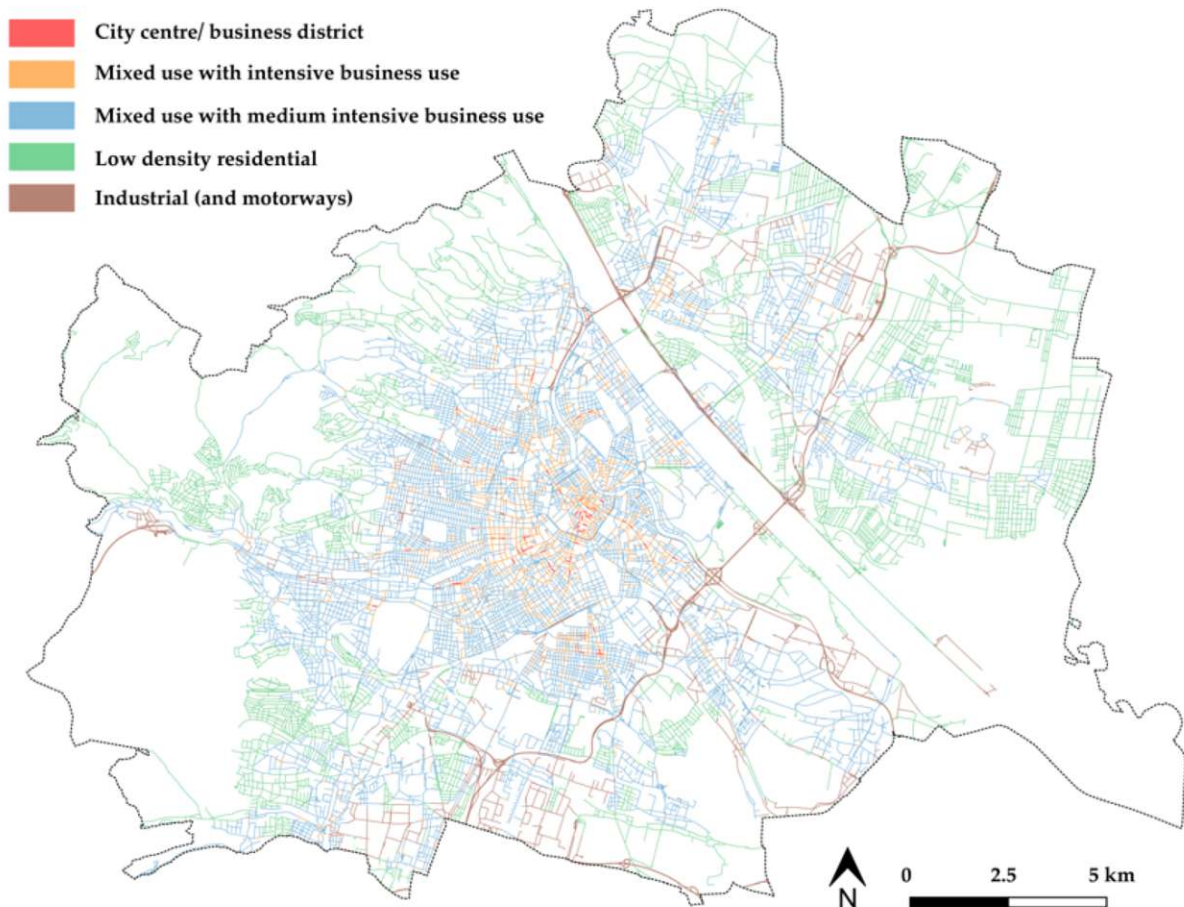 City centre/ business district
Mixed use with intensive business use
Mixed use with medium intensive business use
Low density residential
Industrial (and motorways)
N
0 2.5 5 km